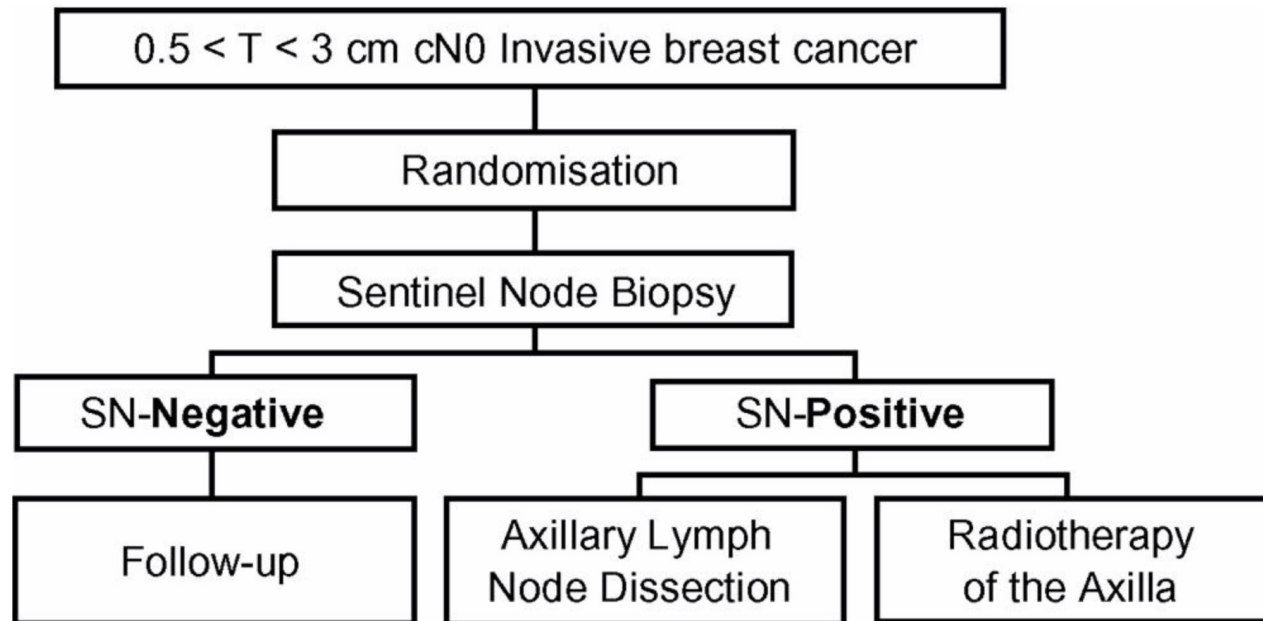 0.5 < T < 3 cm cN0 Invasive breast cancer
Randomisation
Sentinel Node Biopsy
SN-Negative
SN-Positive
Follow-up
Axillary Lymph
Node Dissection
Radiotherapy
of the Axilla